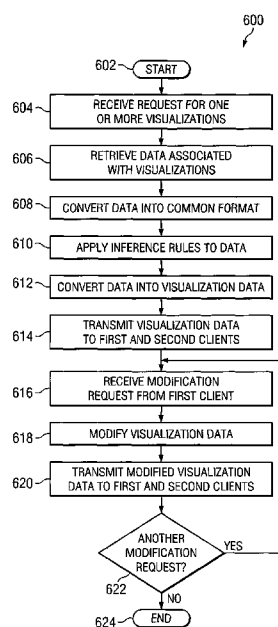 600
602
START
604
RECEIVE REQUEST FOR ONE
OR MORE VISUALIZATIONS
606
RETRIEVE DATA ASSOCIATED
WITH VISUALIZATIONS
608
CONVERT DATA INTO COMMON FORMAT
610
APPLY INFERENCE RULES TO DATA
612
CONVERT DATA INTO VISUALIZATION DATA
614
TRANSMIT VISUALIZATION DATA
TO FIRST AND SECOND CLIENTS
616
RECEIVE MODIFICATION
REQUEST FROM FIRST CLIENT
618
MODIFY VISUALIZATION DATA
620
TRANSMIT MODIFIED VISUALIZATION
DATA TO FIRST AND SECOND CLIENTS
ANOTHER
MODIFICATION
REQUEST?
YES
622
NO
624
END